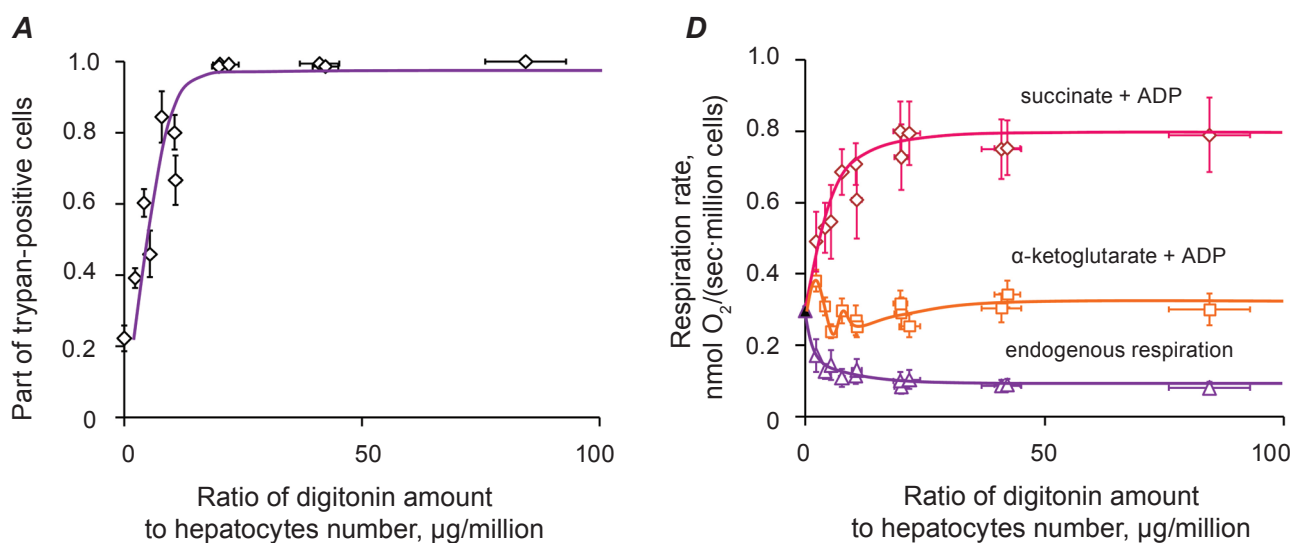 A
Part of trypan-positive cells
1.0
0.8
0.6
0.4
0.2
0
0 50 100
Ratio of digitonin amount
to hepatocytes number, µg/million
D
Respiration rate,
nmol O₂/(sec·million cells)
1.0
0.8
0.6
0.4
0.2
0
succinate + ADP
α-ketoglutarate + ADP
endogenous respiration
0 50 100
Ratio of digitonin amount
to hepatocytes number, µg/million